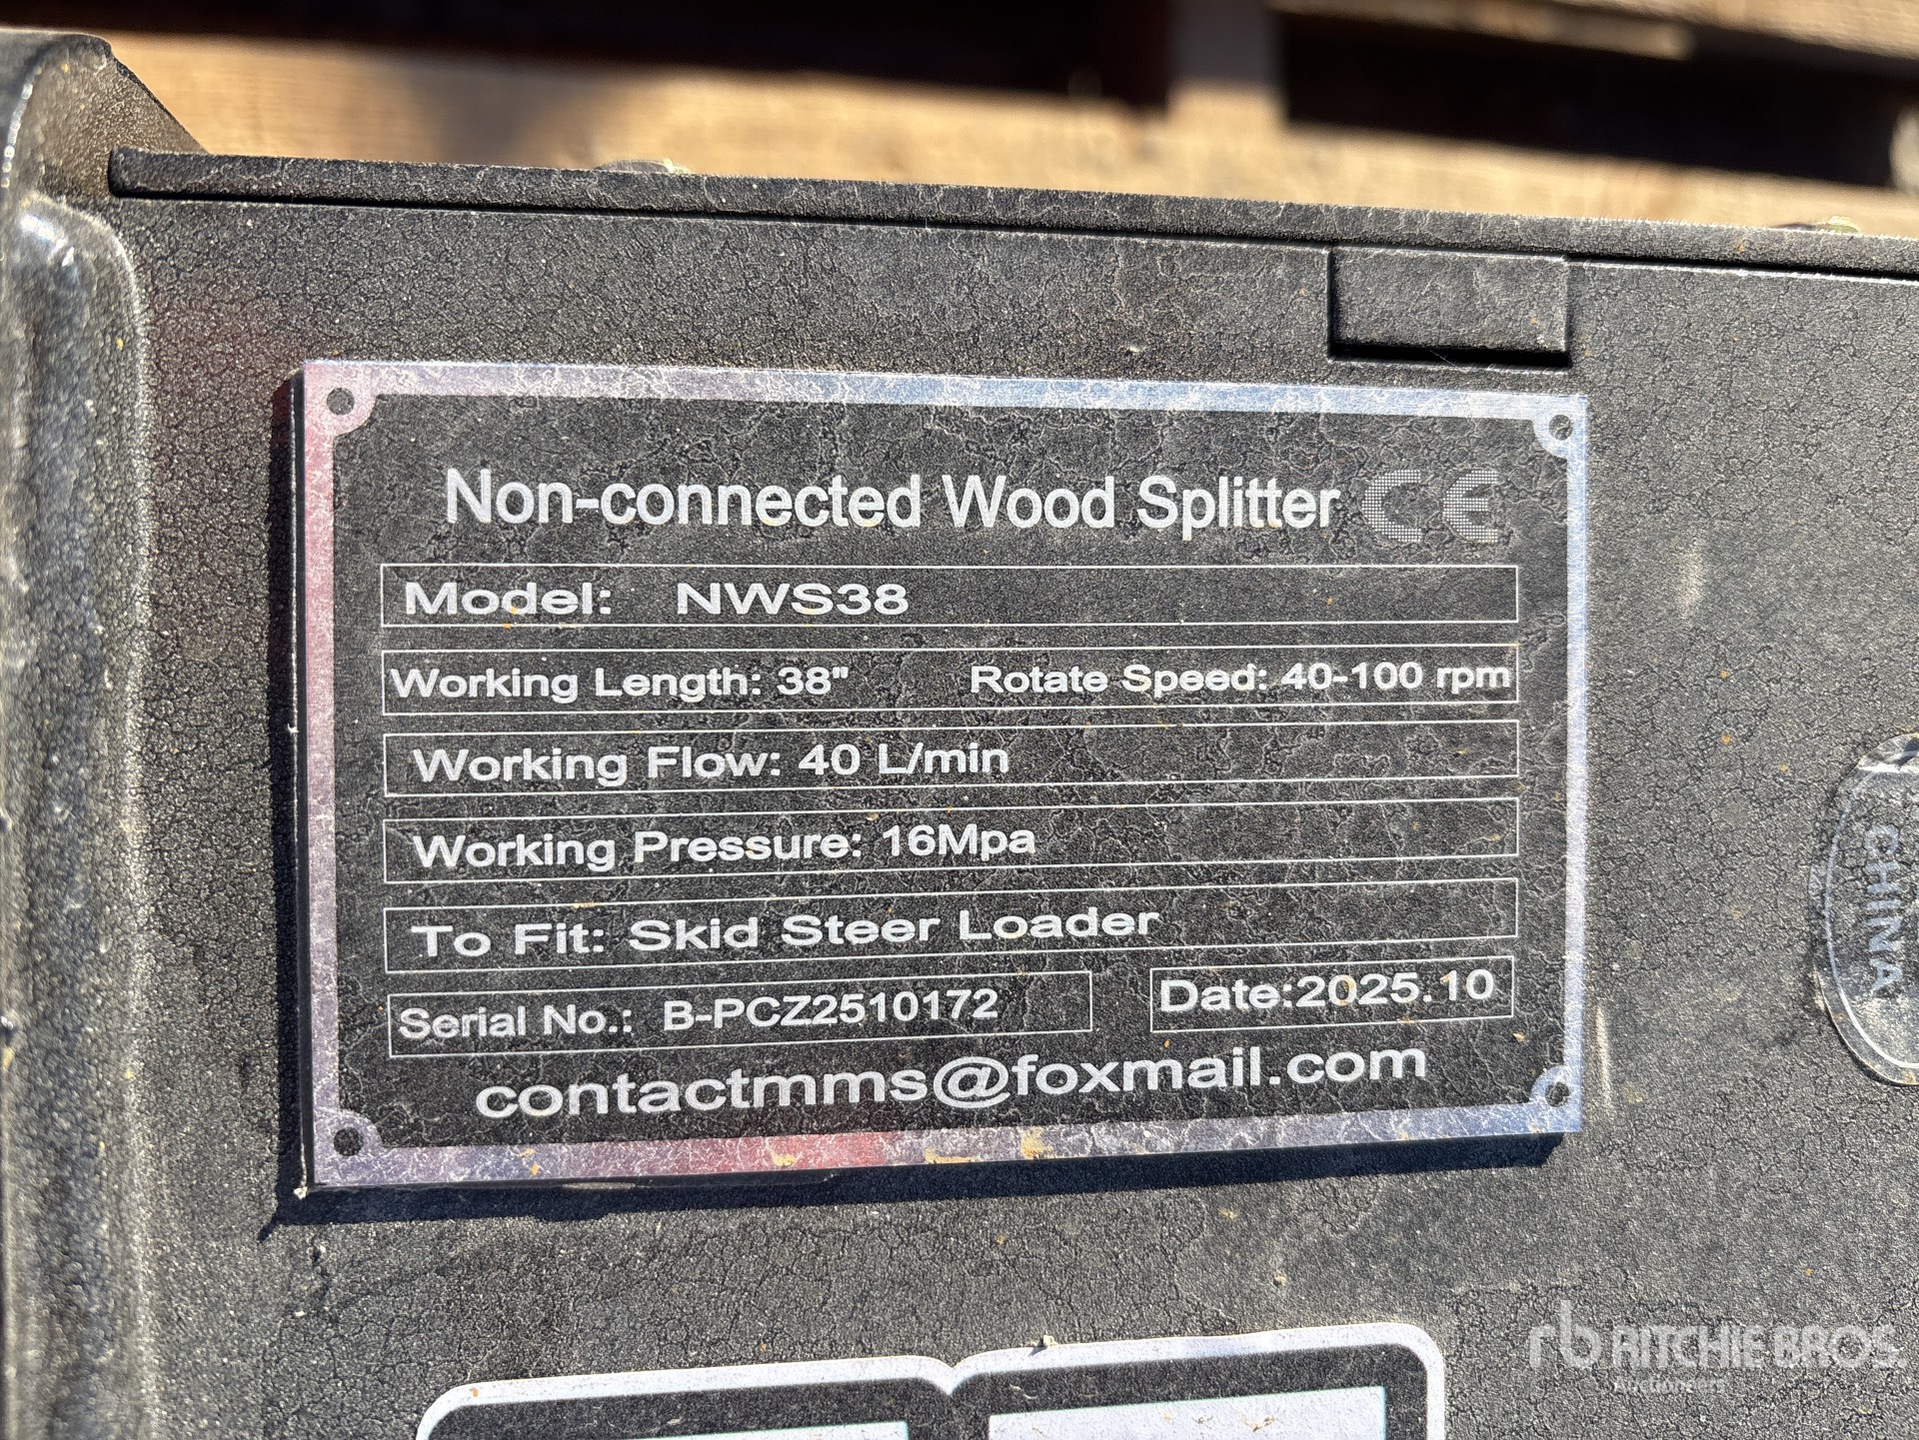 Non-connected Wood Splitter CE
Model: NWS38
Working Length: 38" Rotate Speed: 40-100 rpm
Working Flow: 40 L/min
Working Pressure: 16Mpa
To Fit: Skid Steer Loader
Serial No.: B-PCZ2510172 Date:2025.10
contactmms@foxmail.com
CHINA
rb RITCHIE BROS.
Auctioneers